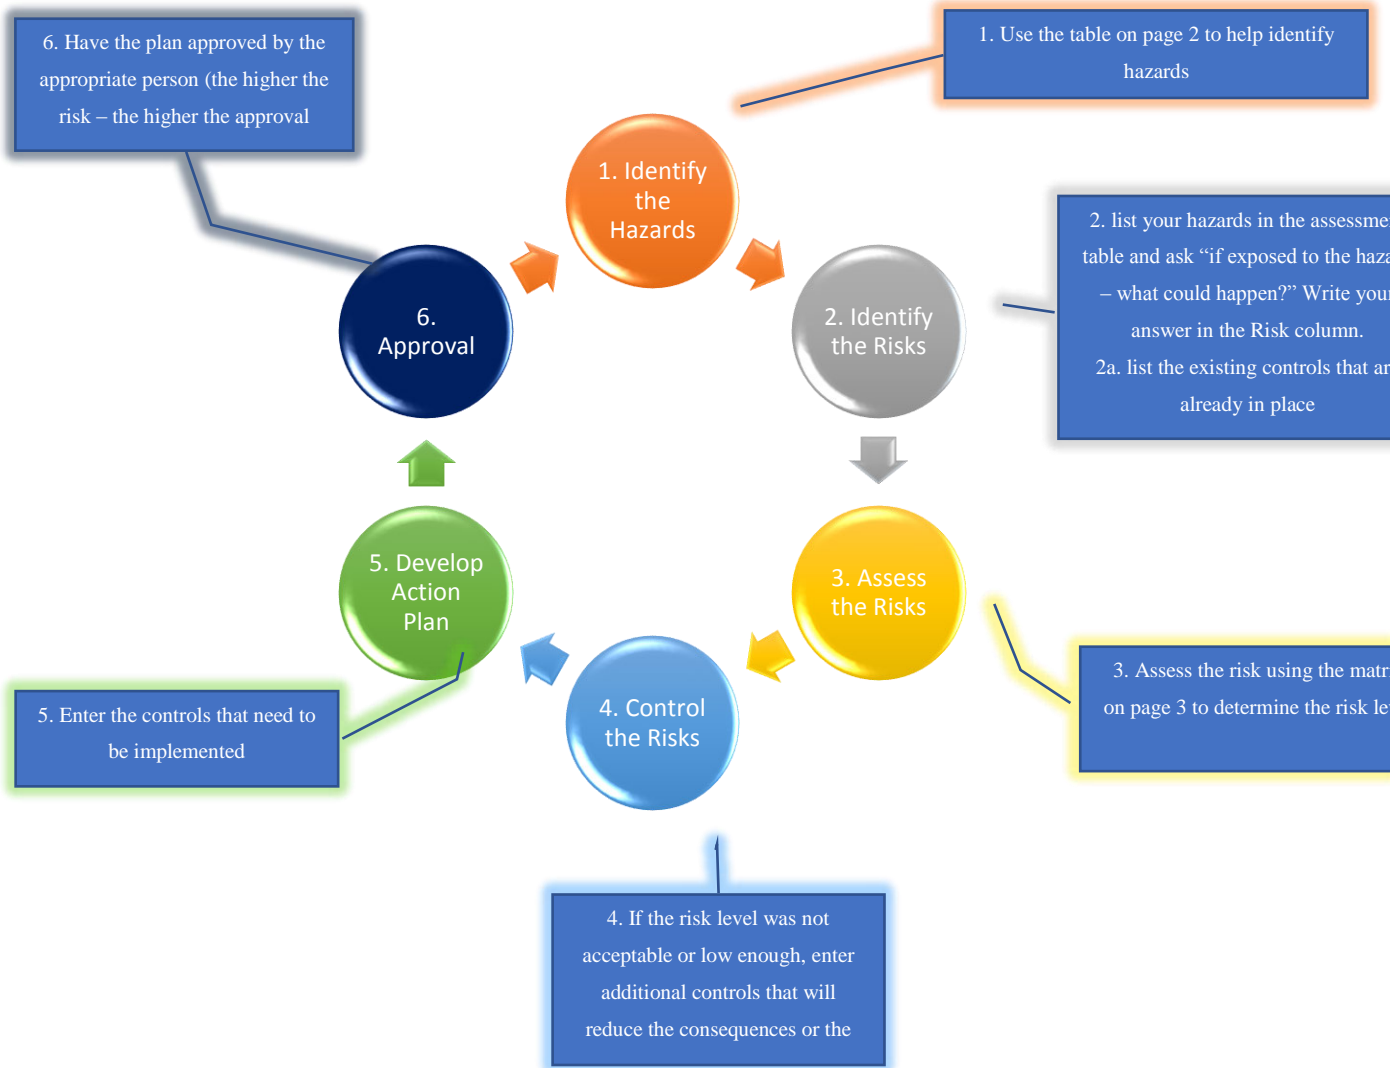 6. Have the plan approved by the
appropriate person (the higher the
risk – the higher the approval
1. Use the table on page 2 to help identify
hazards
1. Identify
the
Hazards
2. list your hazards in the assessmen
table and ask “if exposed to the haza
– what could happen?” Write your
answer in the Risk column.
2a. list the existing controls that ar
already in place
2. Identify
the Risks
6.
Approval
3. Assess
the Risks
3. Assess the risk using the matri
on page 3 to determine the risk le
5. Develop
Action
Plan
4. Control
the Risks
5. Enter the controls that need to
be implemented
4. If the risk level was not
acceptable or low enough, enter
additional controls that will
reduce the consequences or the